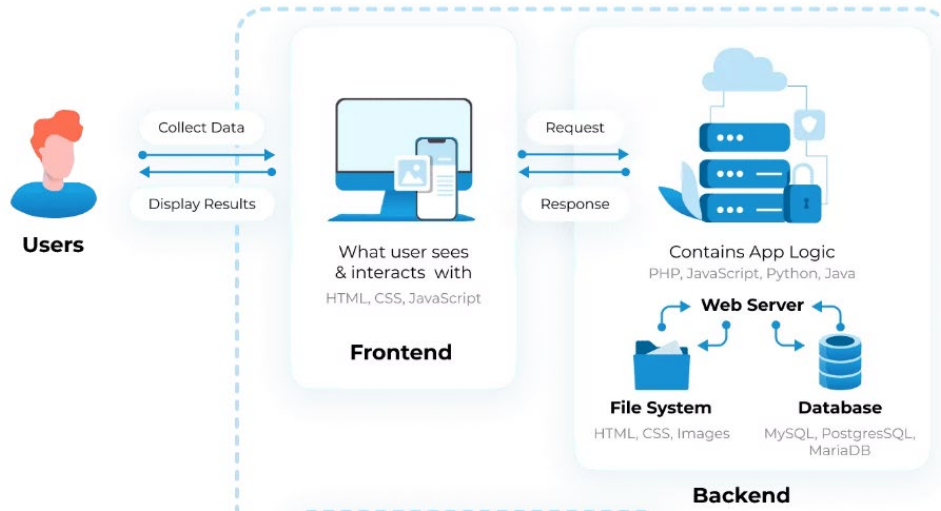 Collect Data
Display Results
Users
What user sees
& interacts with
HTML, CSS, JavaScript
Frontend
Request
Response
Contains App Logic
PHP, JavaScript, Python, Java
Web Server
File System
HTML, CSS, Images
Database
MySQL, PostgresSQL,
MariaDB
Backend